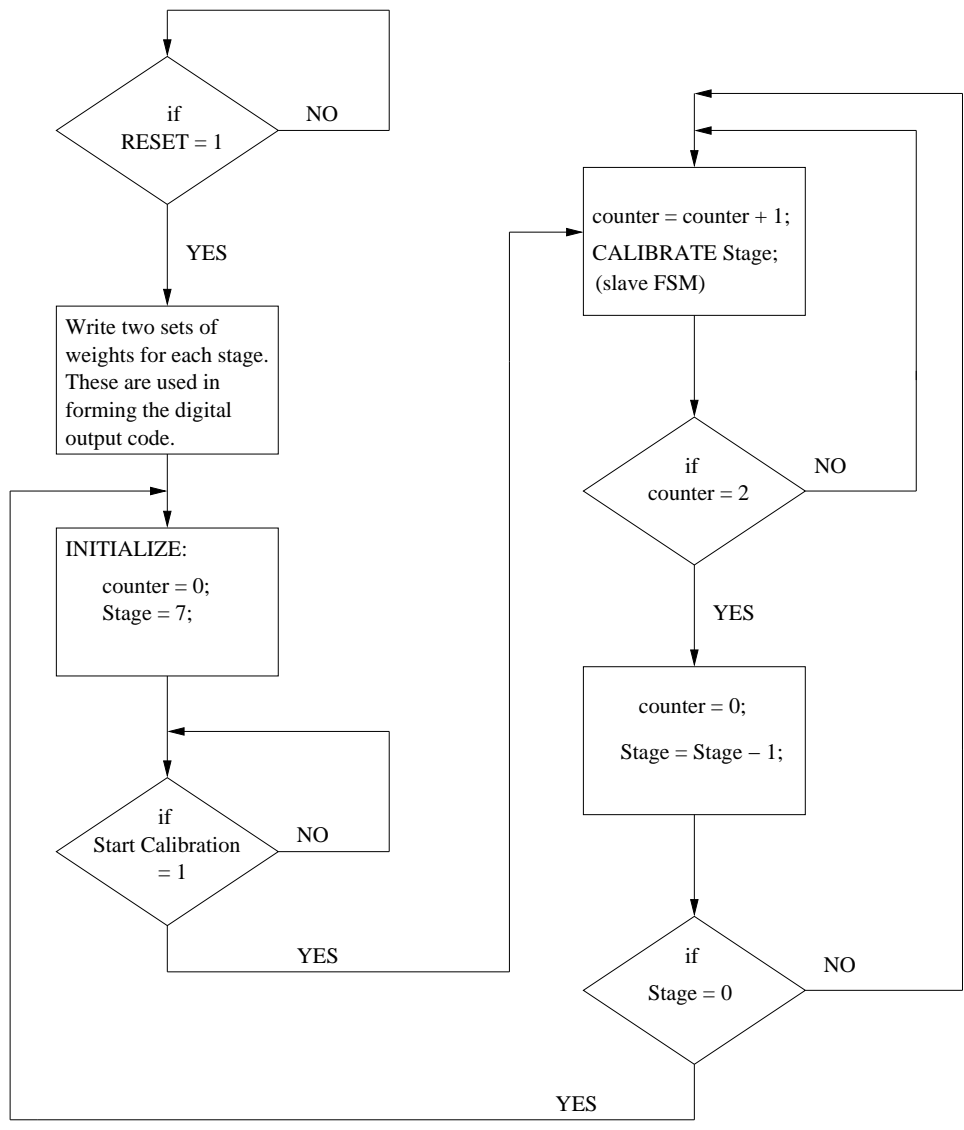 if
RESET = 1
NO
YES
Write two sets of
weights for each stage.
These are used in
forming the digital
output code.
INITIALIZE:
counter = 0;
Stage = 7;
if
Start Calibration
= 1
NO
YES
counter = counter + 1;
CALIBRATE Stage;
(slave FSM)
if
counter = 2
NO
YES
counter = 0;
Stage = Stage − 1;
if
Stage = 0
NO
YES